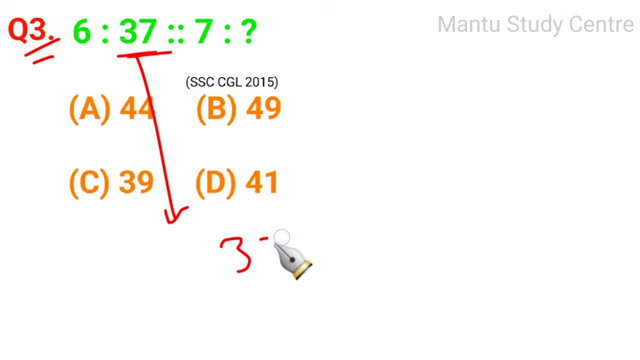 Mantu Study Centre
Q3. 6 : 37 :: 7 : ?
(SSC CGL 2015)
(A) 44 (B) 49
(C) 39 (D) 41
3